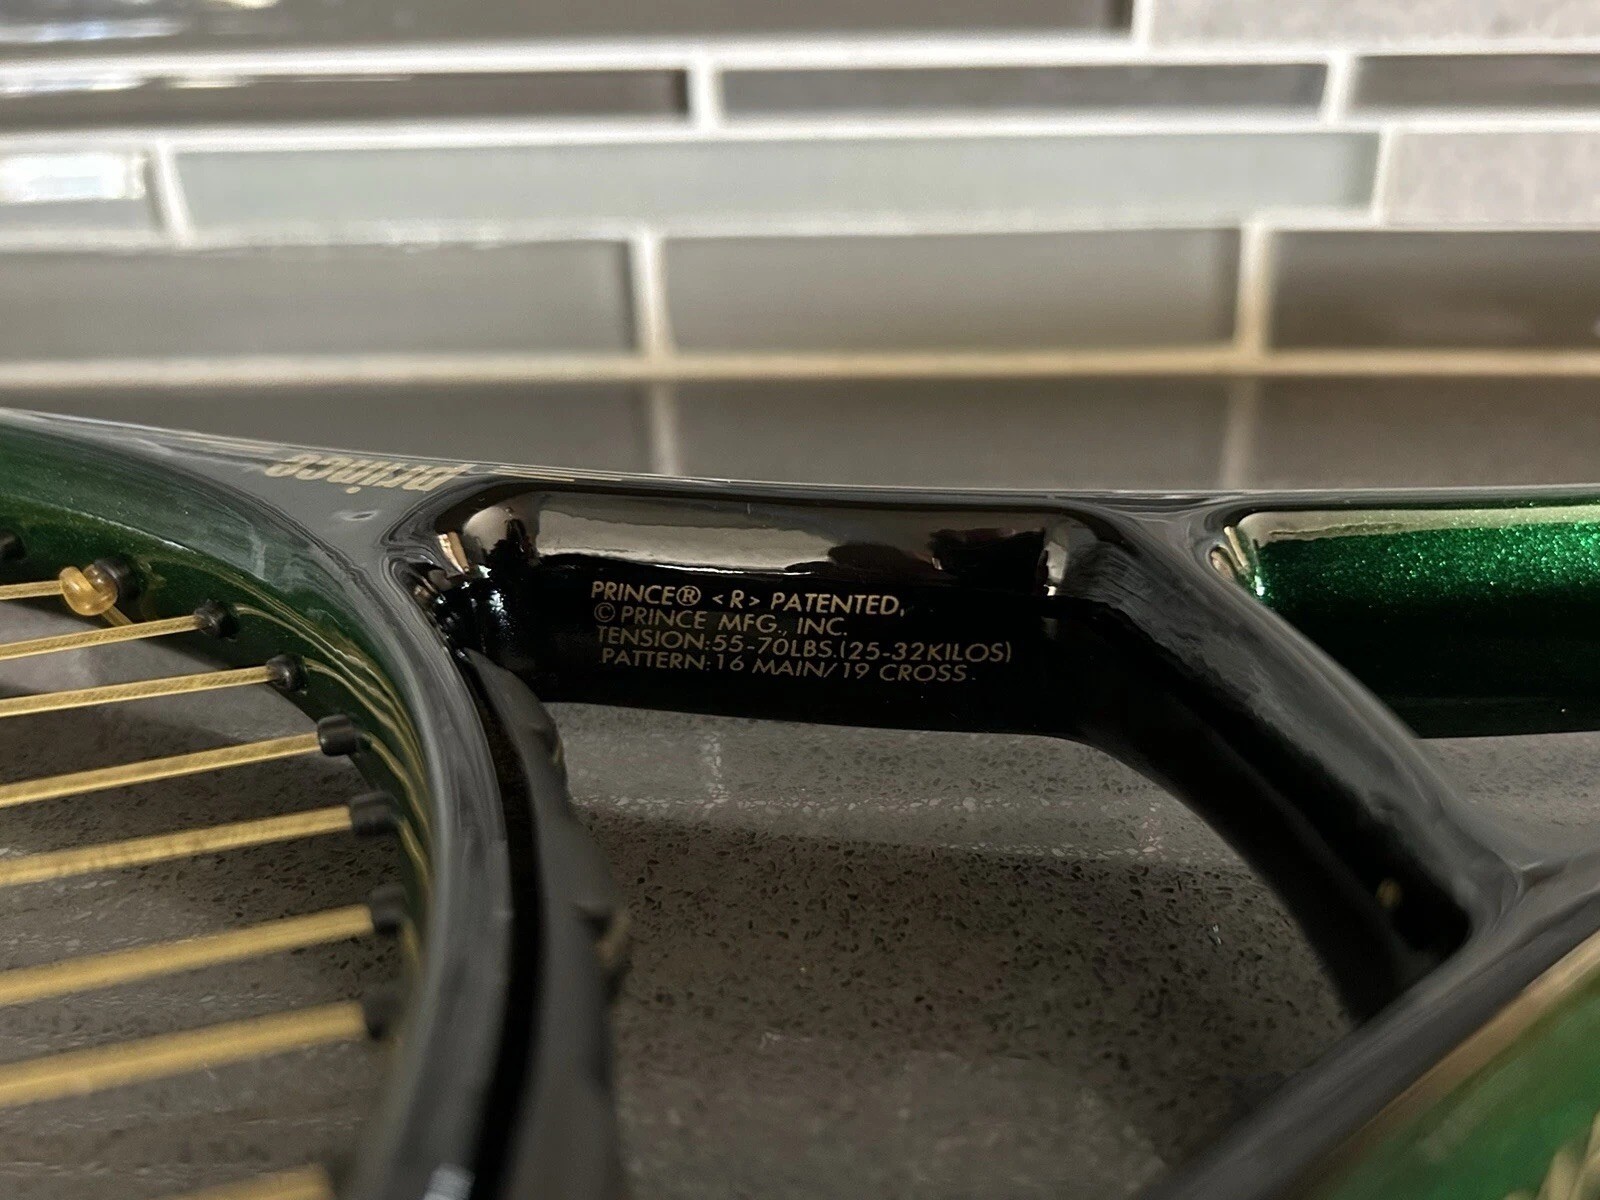 prince
PRINCE® <R> PATENTED,
© PRINCE MFG., INC.
TENSION:55-70LBS.(25-32KILOS)
PATTERN:16 MAIN/19 CROSS.